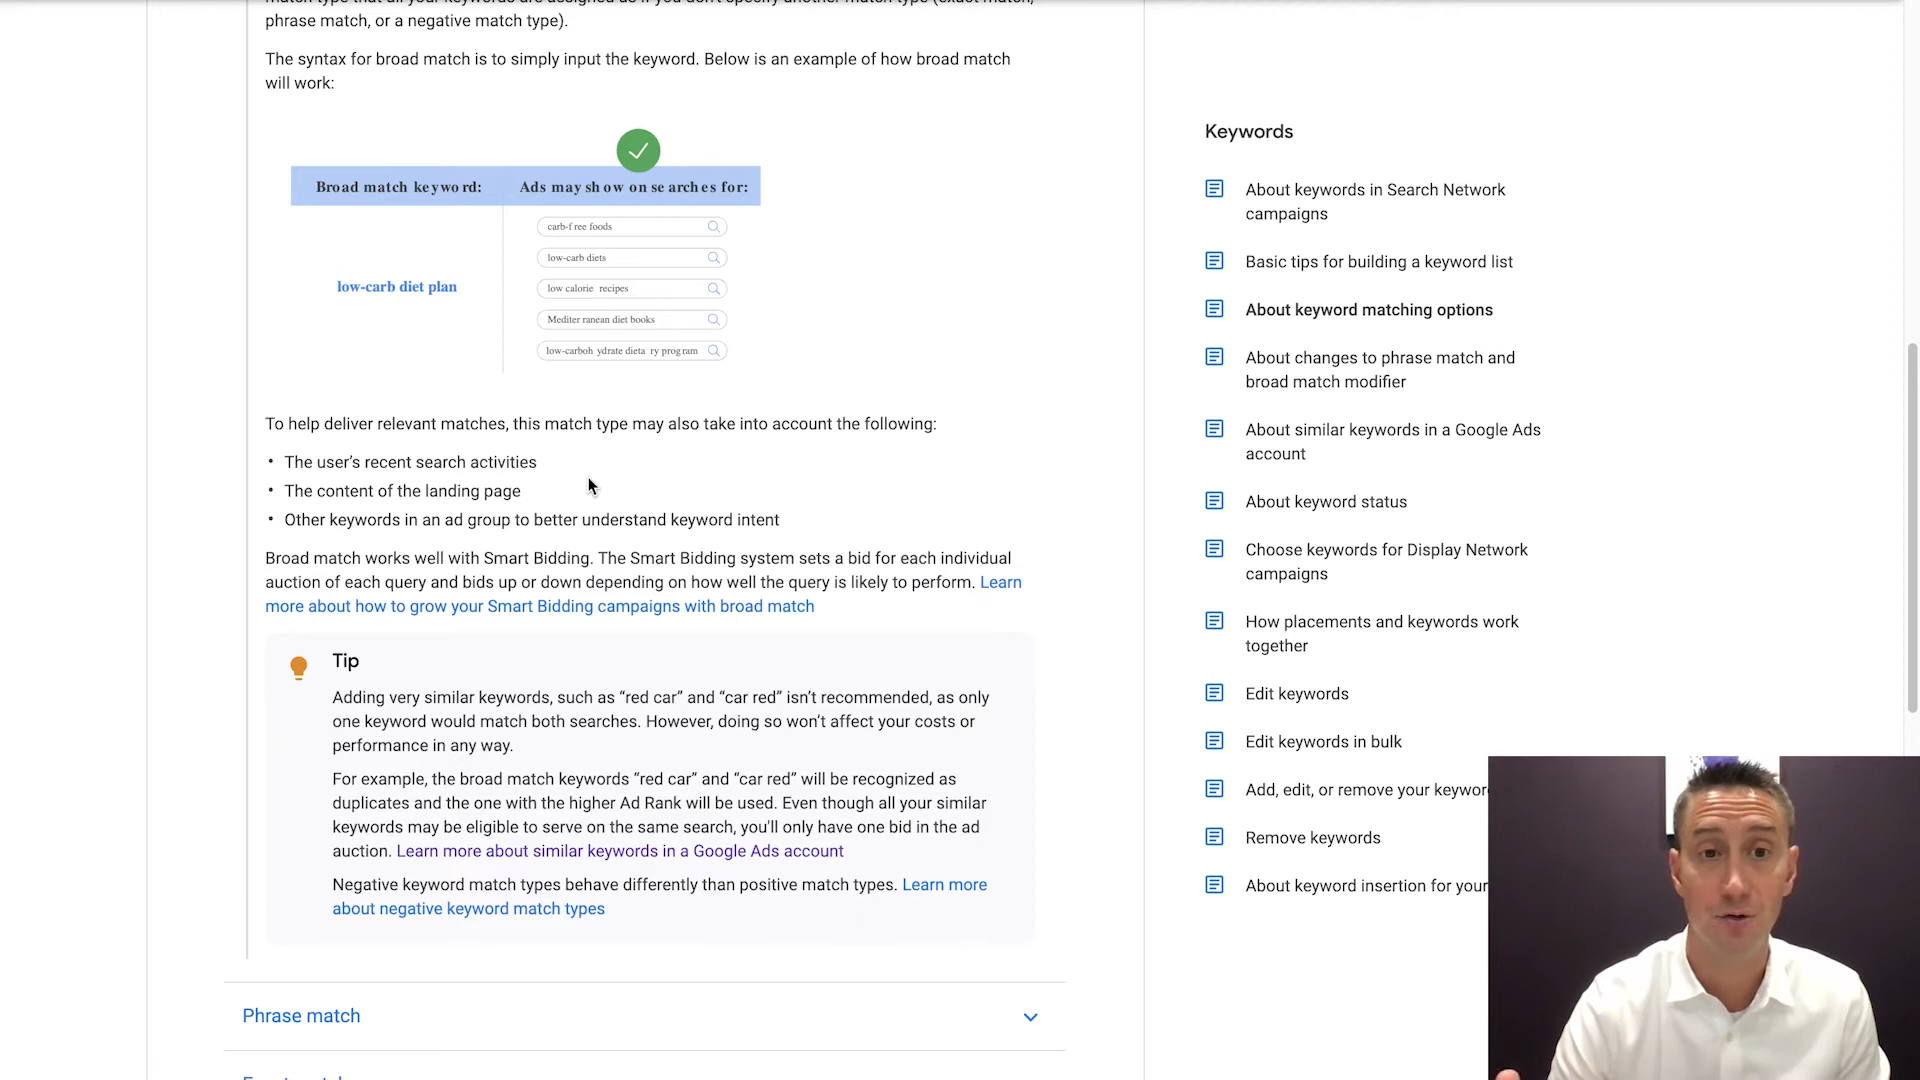 phrase match, or a negative match type).
The syntax for broad match is to simply input the keyword. Below is an example of how broad match
will work:
Broad match keyword: Ads may show on searches for:
carb-f ree foods
low-carb diets
low-carb diet plan
low calorie recipes
Mediter ranean diet books
low-carboh ydrate dieta ry program
To help deliver relevant matches, this match type may also take into account the following:
• The user's recent search activities
• The content of the landing page
• Other keywords in an ad group to better understand keyword intent
Broad match works well with Smart Bidding. The Smart Bidding system sets a bid for each individual
auction of each query and bids up or down depending on how well the query is likely to perform. Learn
more about how to grow your Smart Bidding campaigns with broad match
Tip
Adding very similar keywords, such as “red car” and “car red” isn’t recommended, as only
one keyword would match both searches. However, doing so won’t affect your costs or
performance in any way.
For example, the broad match keywords “red car” and “car red” will be recognized as
duplicates and the one with the higher Ad Rank will be used. Even though all your similar
keywords may be eligible to serve on the same search, you'll only have one bid in the ad
auction. Learn more about similar keywords in a Google Ads account
Negative keyword match types behave differently than positive match types. Learn more
about negative keyword match types
Phrase match
Keywords
About keywords in Search Network
campaigns
Basic tips for building a keyword list
About keyword matching options
About changes to phrase match and
broad match modifier
About similar keywords in a Google Ads
account
About keyword status
Choose keywords for Display Network
campaigns
How placements and keywords work
together
Edit keywords
Edit keywords in bulk
Add, edit, or remove your keywor
Remove keywords
About keyword insertion for your